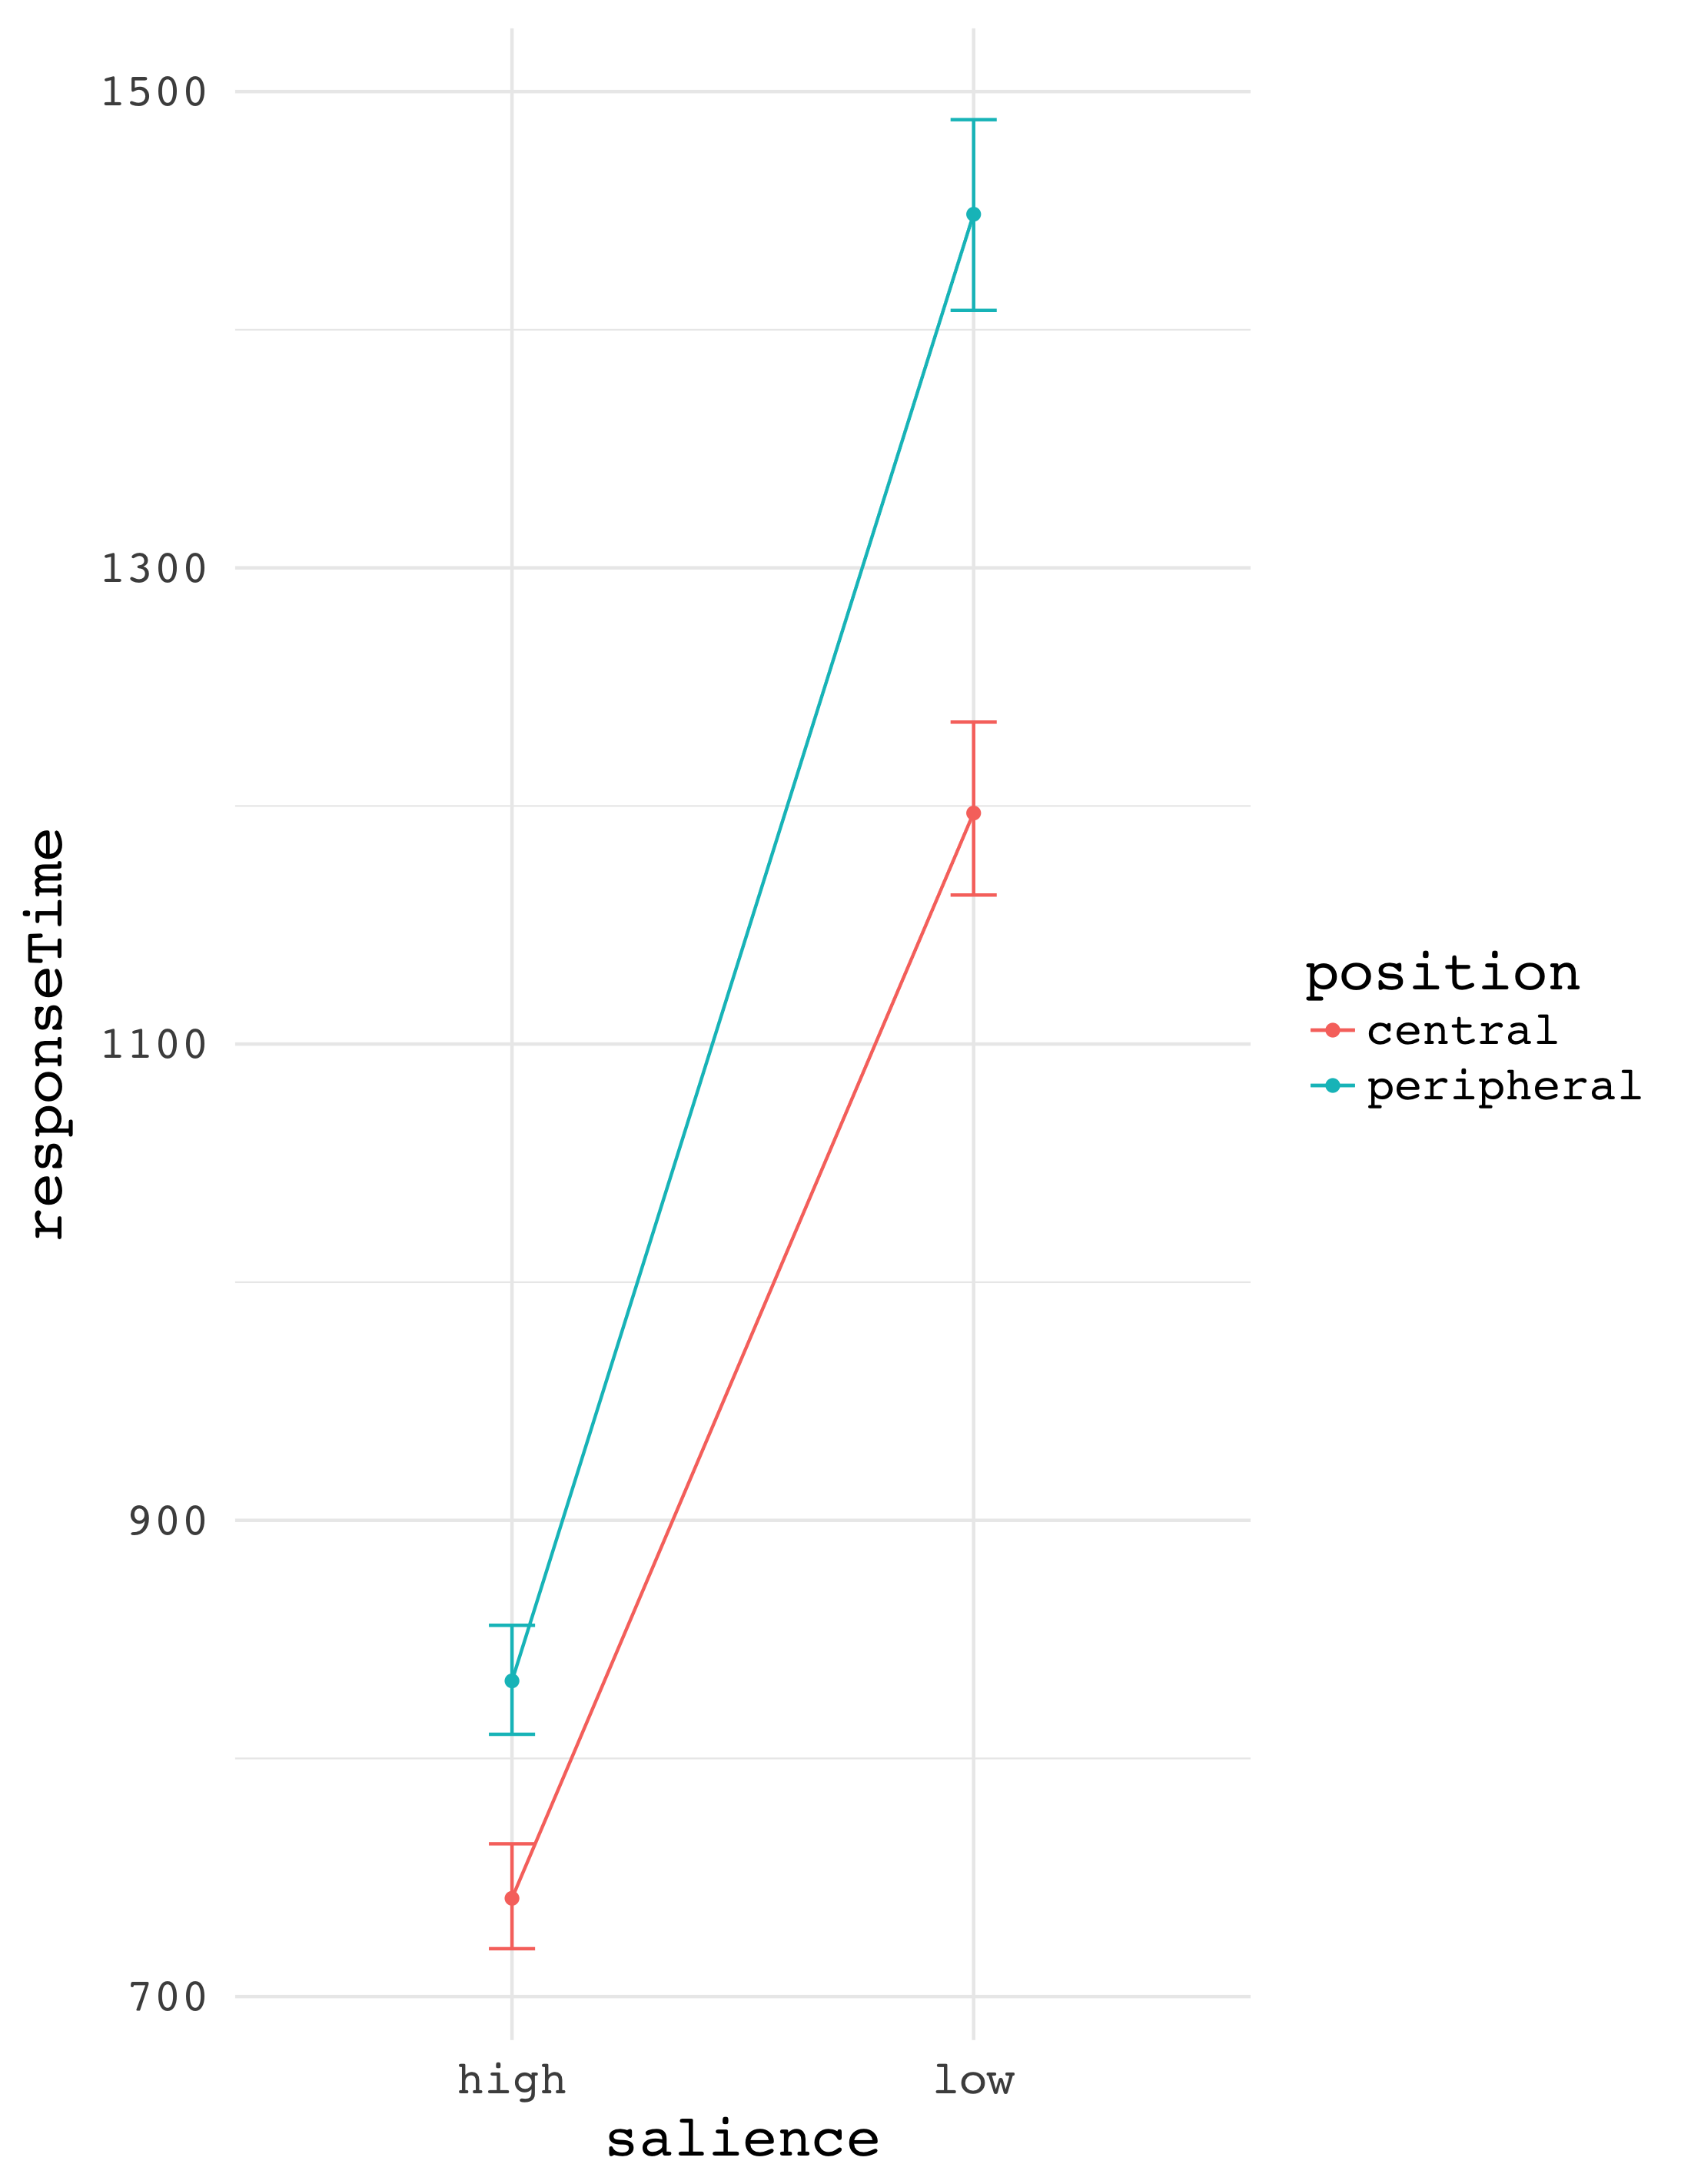 1500
1300
1100
900
700
responseTime
high low
salience
position
central
peripheral